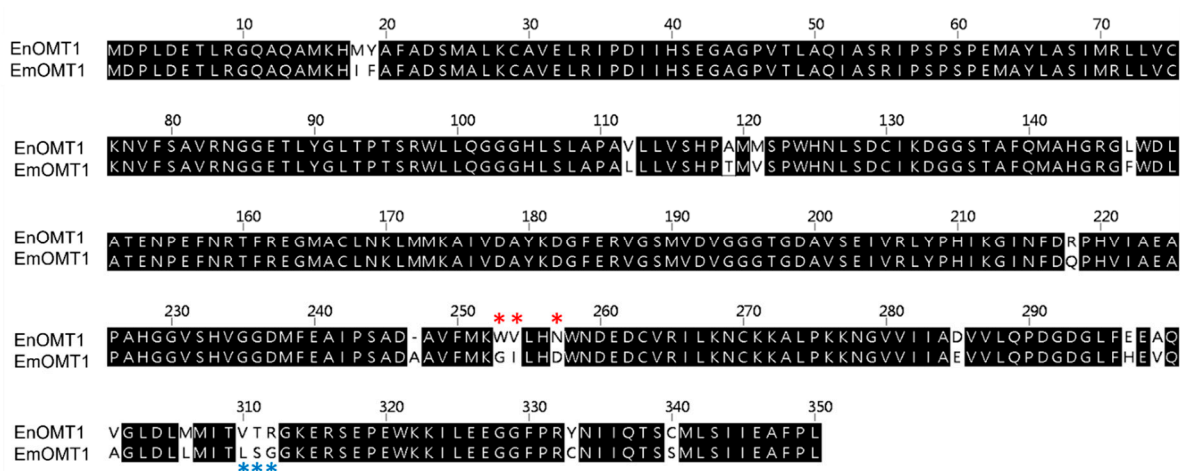 10 20 30 40 50 60 70
EnOMT1 MDPLDETLRGQAQAMKHMYAFADSMALKCAVELRIPDIIHSEGAGPVTLAQIASRIPSPSPEMAYLASIMRLLVC
EmOMT1 MDPLDETLRGQAQAMKHIFAFADSMALKCAVELRIPDIIHSEGAGPVTLAQIASRIPSPSPEMAYLASIMRLLVC
80 90 100 110 120 130 140
EnOMT1 KNVFSAVRNGGETLYGLTPTSRWLLQGGGGHLSLAPAVLLVSHPAMMSPWHNLSDCIKDGGSTAFQMAHGRGLWDL
EmOMT1 KNVFSAVRNGGETLYGLTPTSRWLLQGGGGHLSLAPALLLVSHPTMVSPWHNLSDCIKDGGSTAFQMAHGRGFWDL
160 170 180 190 200 210 220
EnOMT1 ATENPEFNRTFREGMACLNKLMMKAIVDAYKDGFERVGSMVDVGGGTGDAVSEIVRLYPHIKGINFDRPHVIAEA
EmOMT1 ATENPEFNRTFREGMACLNKLMMKAIVDAYKDGFERVGSMVDVGGGTGDAVSEIVRLYPHIKGINFDQPHVIAEA
230 240 250 260 270 280 290
* * *
EnOMT1 PAHGGVSHVGGDMFEAIPSAD-AVFMKWVLHNWNDEDCVRILKNCKKALPKKNGVVIIADVVLQPDGDGLFEEAQ
EmOMT1 PAHGGVSHVGGDMFEAIPSADAAVFMKGILHDWNDEDCVRILKNCKKALPKKNGVVIIAEVVLQPDGDGLFHEVQ
310 320 330 340 350
EnOMT1 VGLDLMMITVTRGKERSEPEWKKILEEGGFPRYNIIQTSCMLSIIEAFPL
EmOMT1 AGLDLLMITLSGGKERSEPEWKKILEEGGFPRCNIIQTSSMLSIIEAFPL
***